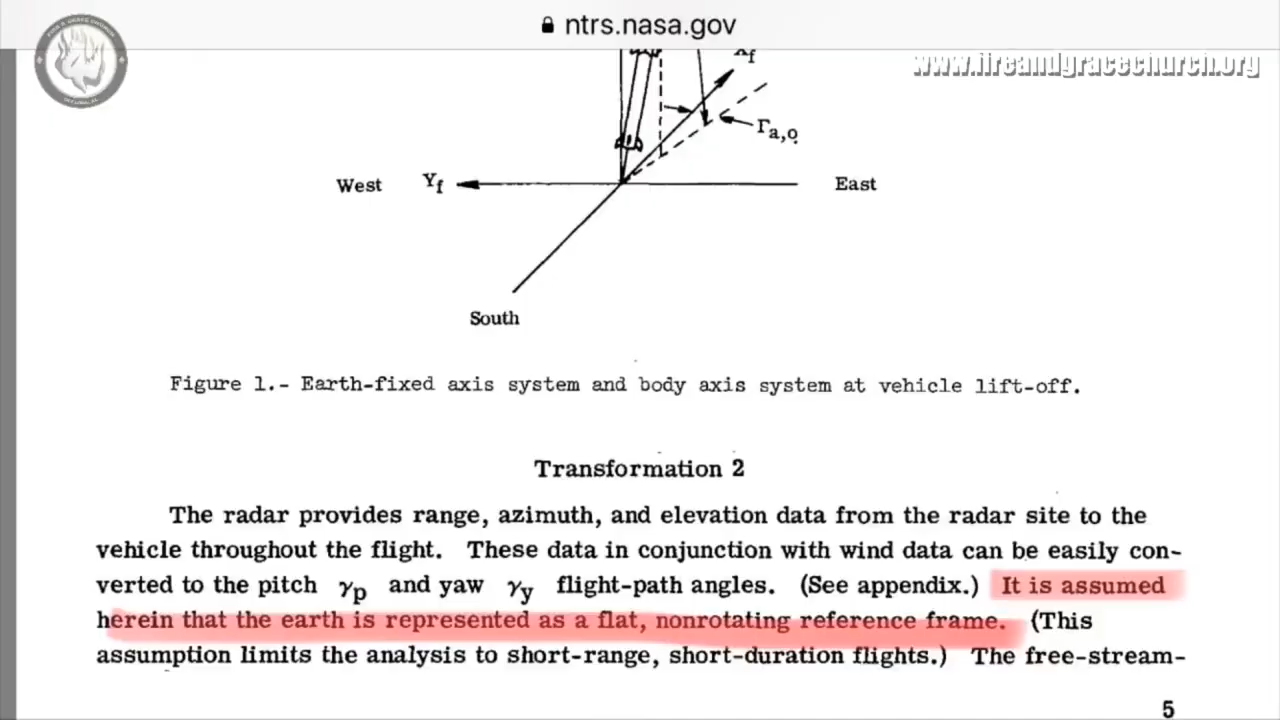 ntrs.nasa.gov
www.fireandgracechurch.org
Γa,o
West Yf East
South
Figure 1.- Earth-fixed axis system and body axis system at vehicle lift-off.
Transformation 2
The radar provides range, azimuth, and elevation data from the radar site to the
vehicle throughout the flight. These data in conjunction with wind data can be easily con-
verted to the pitch γp and yaw γy flight-path angles. (See appendix.) It is assumed
herein that the earth is represented as a flat, nonrotating reference frame. (This
assumption limits the analysis to short-range, short-duration flights.) The free-stream-
5